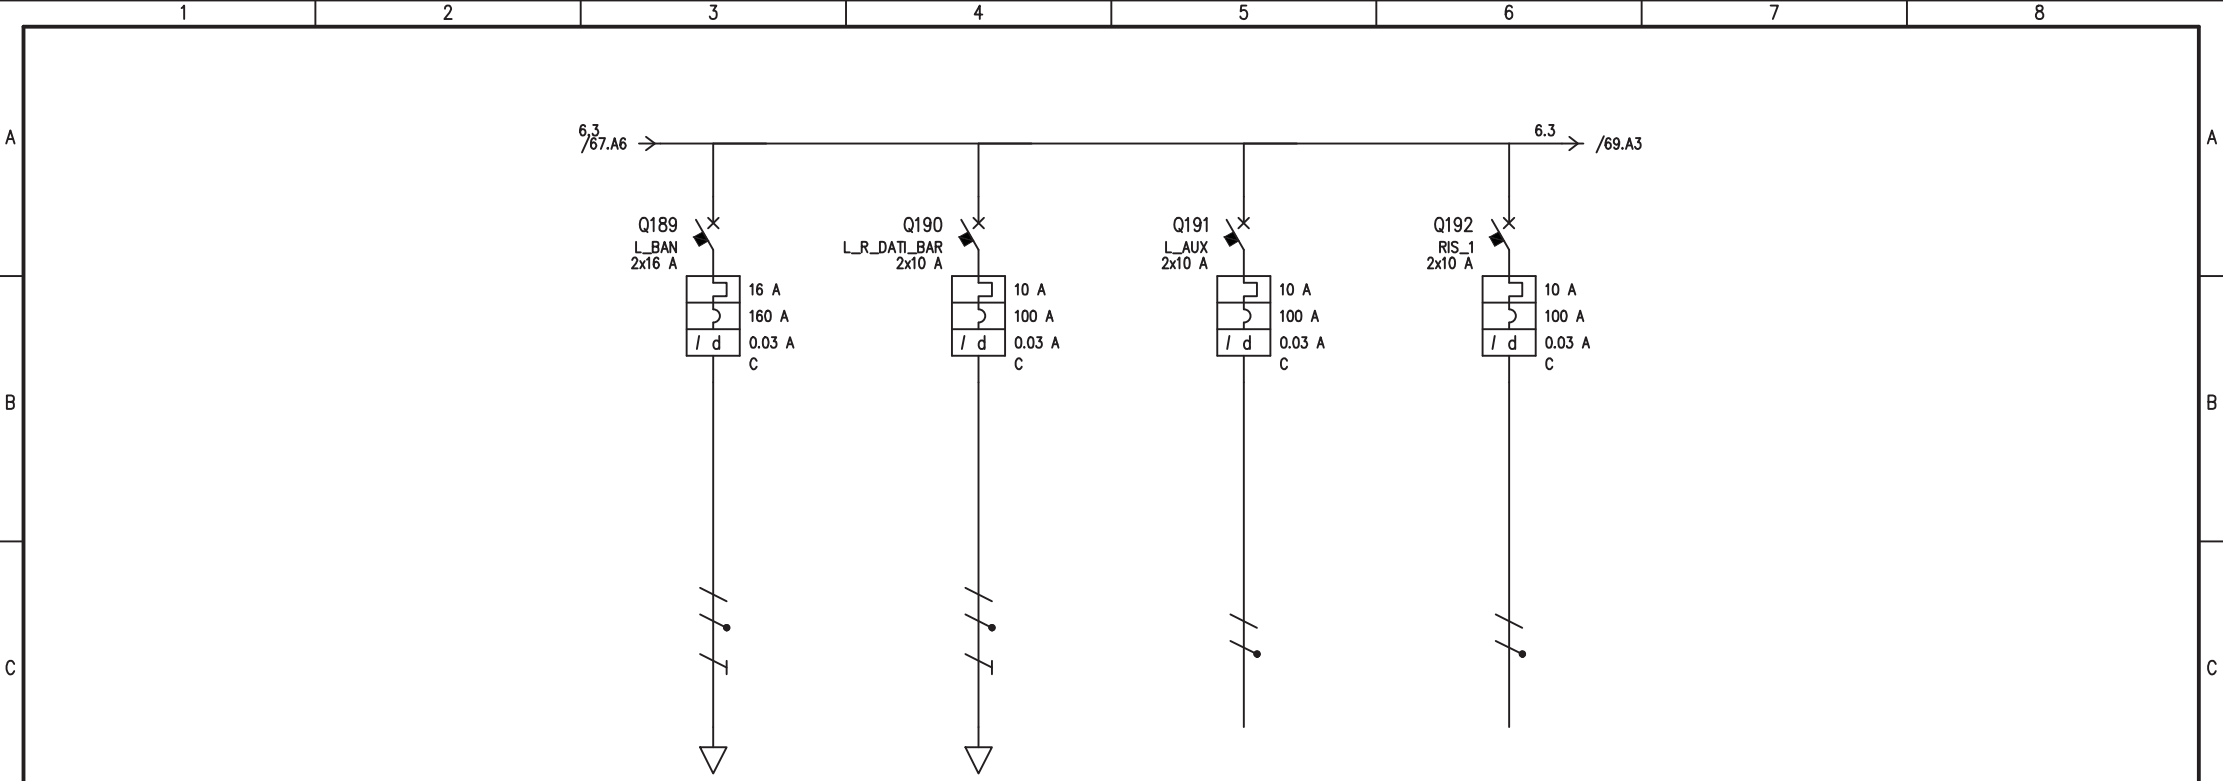 1 2 3 4 5 6 7 8
A A
6.3 6.3
/67.A6 /69.A3
Q189 Q190 Q191 Q192
L_BAN L_R_DATI_BAR L_AUX RIS_1
2x16 A 2x10 A 2x10 A 2x10 A
16 A 10 A 10 A 10 A
160 A 100 A 100 A 100 A
I d 0.03 A I d 0.03 A I d 0.03 A I d 0.03 A
C C C C
B B
C C